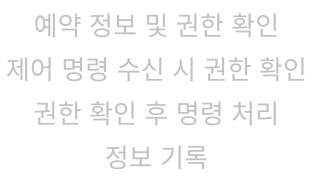 예약 정보 및 권한 확인
제어 명령 수신 시 권한 확인
권한 확인 후 명령 처리
정보 기록